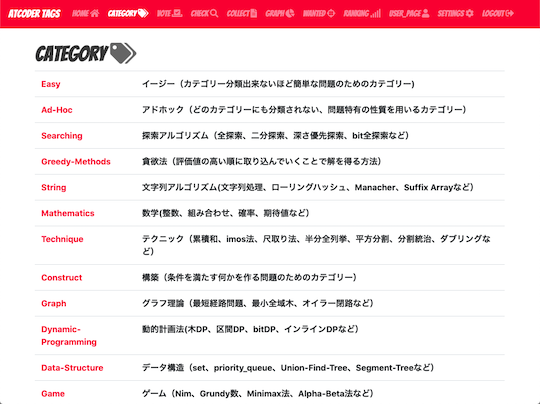 ATCODER TAGS HOME CATEGORY VOTE CHECK COLLECT GRAPH WANTED RANKING USER_PAGE SETTINGS LOGOUT
CATEGORY
Easy イージー（カテゴリー分類出来ないほど簡単な問題のためのカテゴリー)
Ad-Hoc アドホック（どのカテゴリーにも分類されない、問題特有の性質を用いるカテゴリー）
Searching 探索アルゴリズム（全探索、二分探索、深さ優先探索、bit全探索など）
Greedy-Methods 貪欲法（評価値の高い順に取り込んでいくことで解を得る方法）
String 文字列アルゴリズム(文字列処理、ローリングハッシュ、Manacher、Suffix Arrayなど）
Mathematics 数学(整数、組み合わせ、確率、期待値など）
Technique テクニック（累積和、imos法、尺取り法、半分全列挙、平方分割、分割統治、ダブリングな
ど）
Construct 構築（条件を満たす何かを作る問題のためのカテゴリー）
Graph グラフ理論（最短経路問題、最小全域木、オイラー閉路など）
Dynamic- 動的計画法(木DP、区間DP、bitDP、インラインDPなど）
Programming
Data-Structure データ構造（set、priority_queue、Union-Find-Tree、Segment-Treeなど）
Game ゲーム（Nim、Grundy数、Minimax法、Alpha-Beta法など）